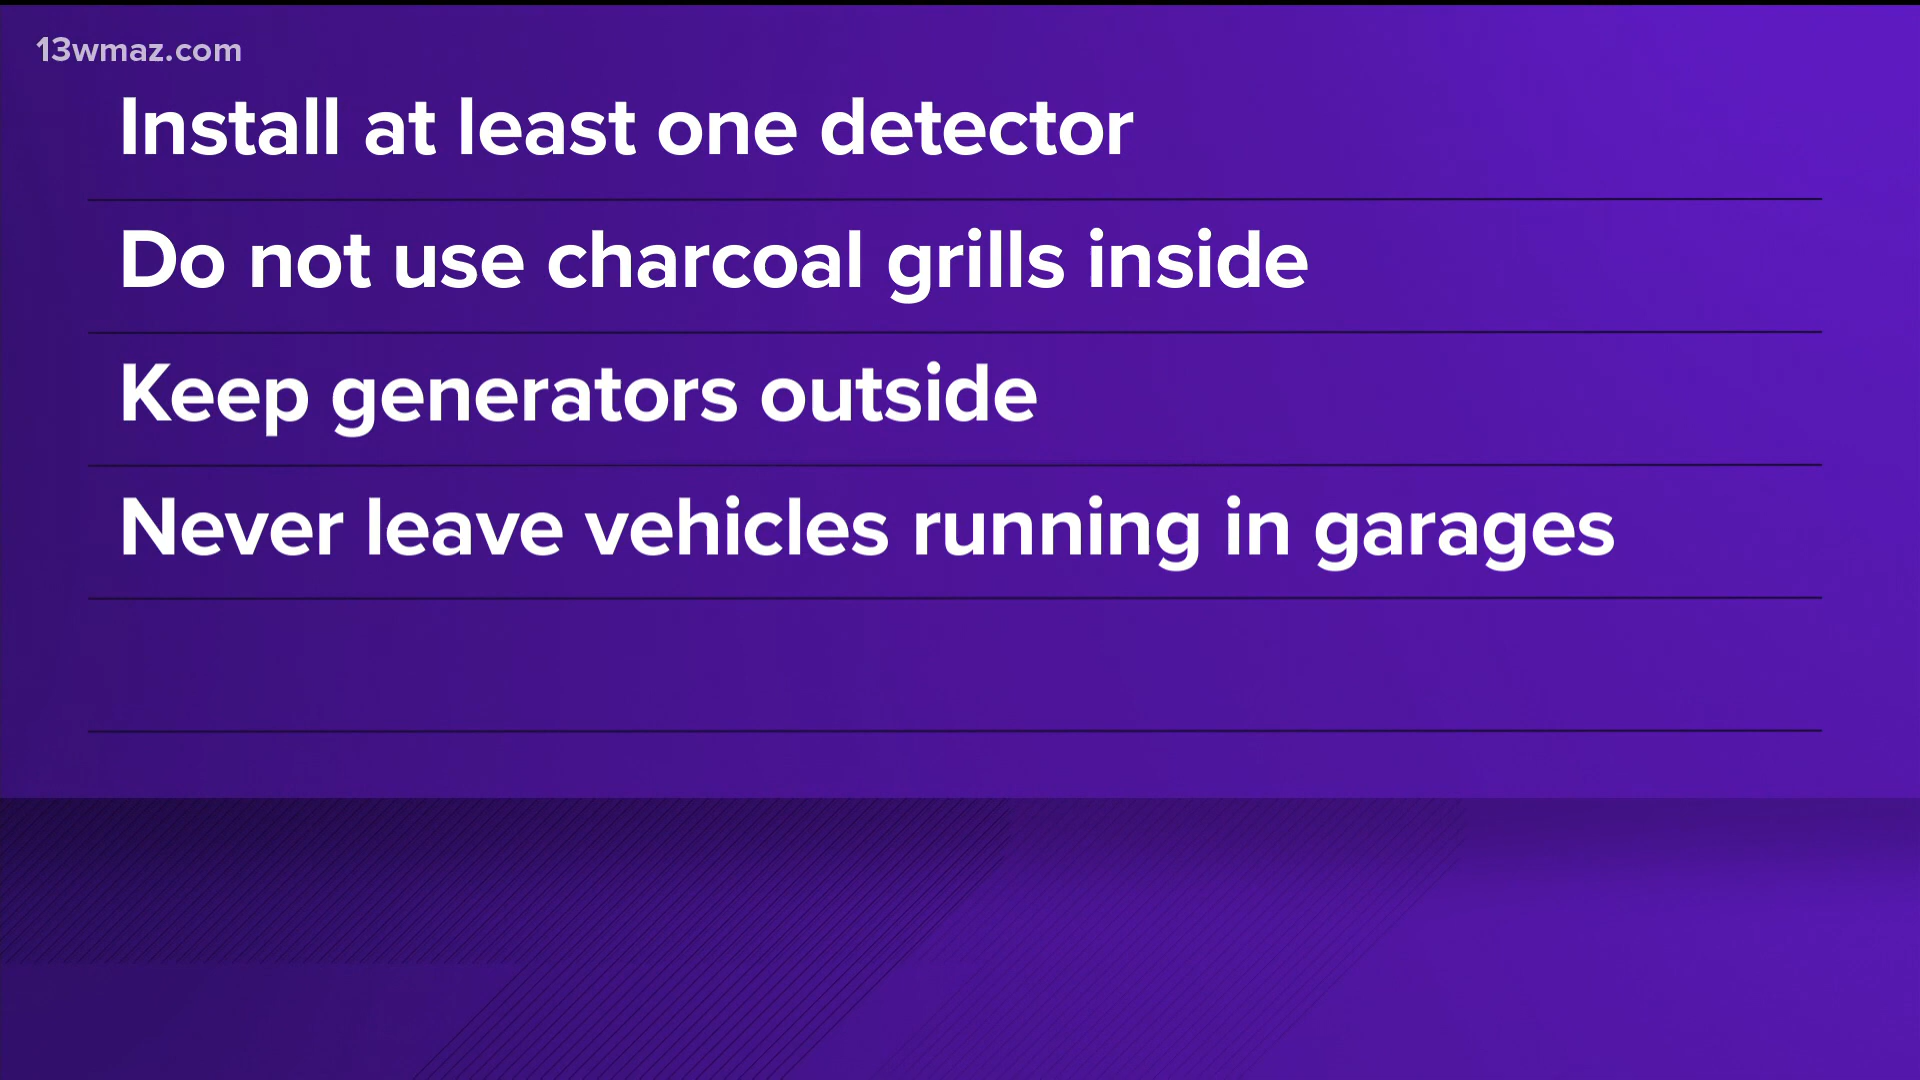 13wmaz.com
Install at least one detector
Do not use charcoal grills inside
Keep generators outside
Never leave vehicles running in garages